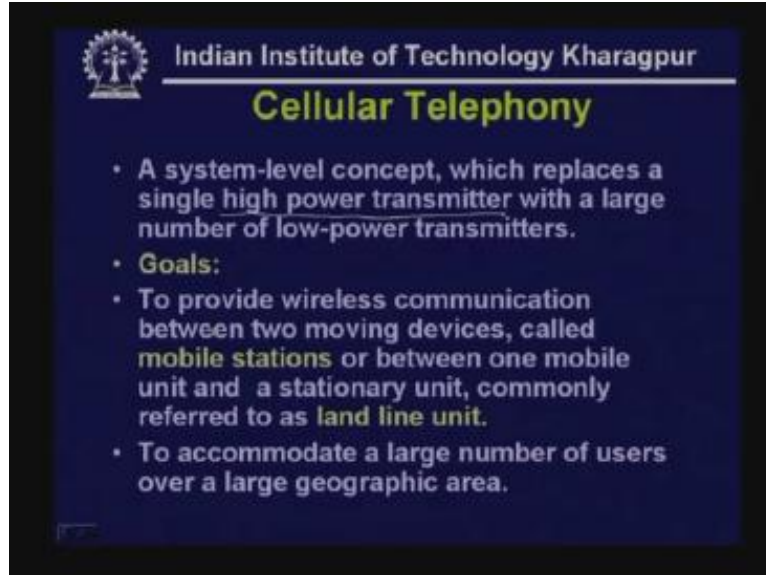 Indian Institute of Technology Kharagpur
Cellular Telephony
• A system-level concept, which replaces a
single high power transmitter with a large
number of low-power transmitters.
• Goals:
• To provide wireless communication
between two moving devices, called
mobile stations or between one mobile
unit and a stationary unit, commonly
referred to as land line unit.
• To accommodate a large number of users
over a large geographic area.